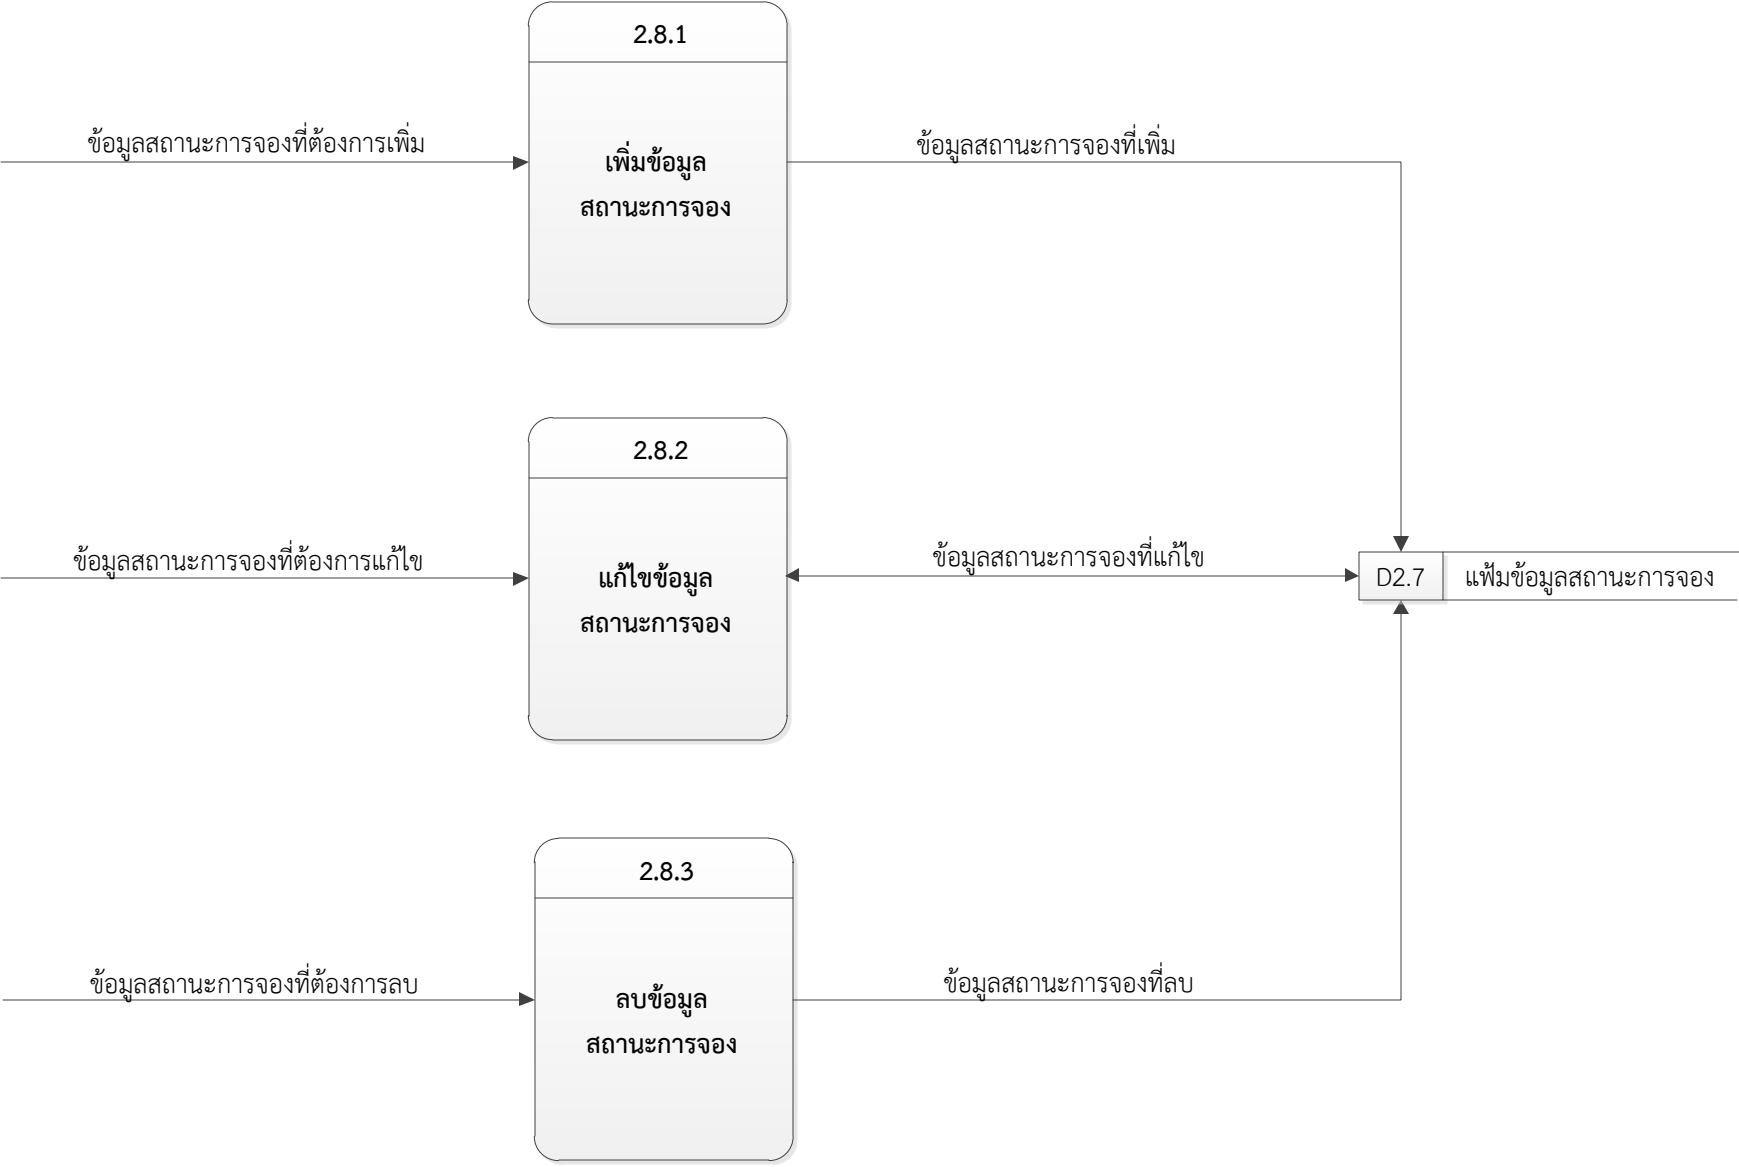 2.8.1
ข้อมูลสถานะการจองที่ต้องการเพิ่ม
เพิ่มข้อมูล
สถานะการจอง
ข้อมูลสถานะการจองที่เพิ่ม
2.8.2
ข้อมูลสถานะการจองที่ต้องการแก้ไข
แก้ไขข้อมูล
สถานะการจอง
ข้อมูลสถานะการจองที่แก้ไข
D2.7
แฟ้มข้อมูลสถานะการจอง
2.8.3
ข้อมูลสถานะการจองที่ต้องการลบ
ลบข้อมูล
สถานะการจอง
ข้อมูลสถานะการจองที่ลบ